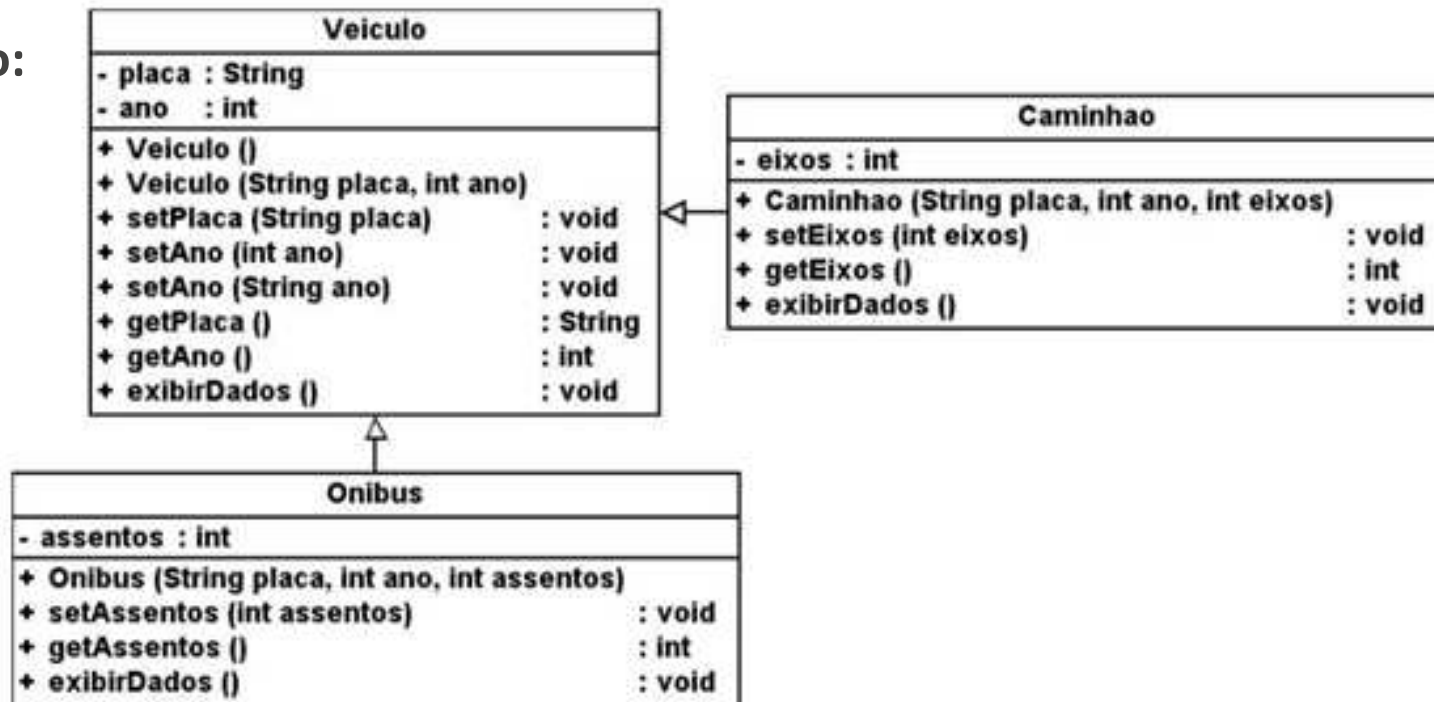 o:
Veiculo
- placa : String
- ano : int
+ Veiculo ()
+ Veiculo (String placa, int ano)
+ setPlaca (String placa) : void
+ setAno (int ano) : void
+ setAno (String ano) : void
+ getPlaca () : String
+ getAno () : int
+ exibirDados () : void
Caminhao
- eixos : int
+ Caminhao (String placa, int ano, int eixos)
+ setEixos (int eixos) : void
+ getEixos () : int
+ exibirDados () : void
Onibus
- assentos : int
+ Onibus (String placa, int ano, int assentos)
+ setAssentos (int assentos) : void
+ getAssentos () : int
+ exibirDados () : void